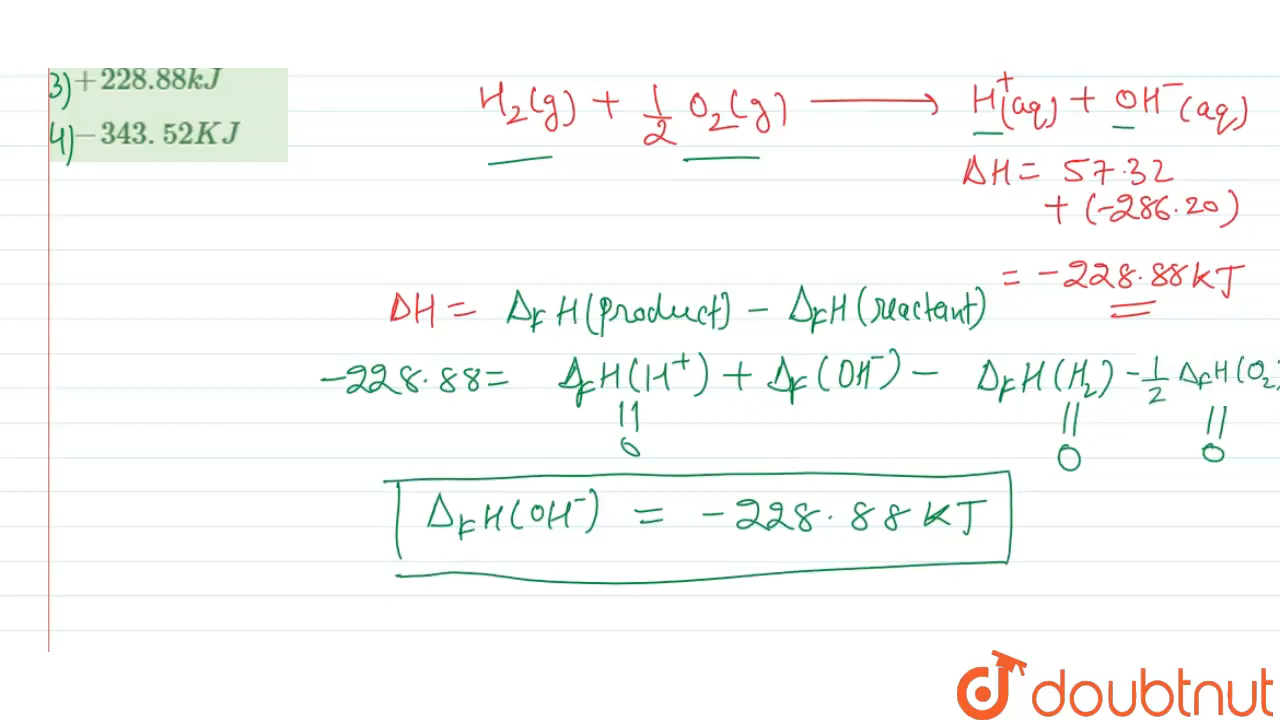 3) +228.88kJ
4) −343.52KJ
H₂(g) + 1/2 O₂(g) ⟶ H⁺(aq) + OH⁻(aq)
ΔH = 57.32
+ (-286.20)
= -228.88 kJ
ΔH = ΔfH(product) - ΔfH(reactant)
-228.88 = ΔfH(H⁺) + Δf(OH⁻) - ΔfH(H₂) - 1/2 ΔfH(O₂)
|| || ||
0 0 0
ΔfH(OH⁻) = -228.88 KJ
doubtnut